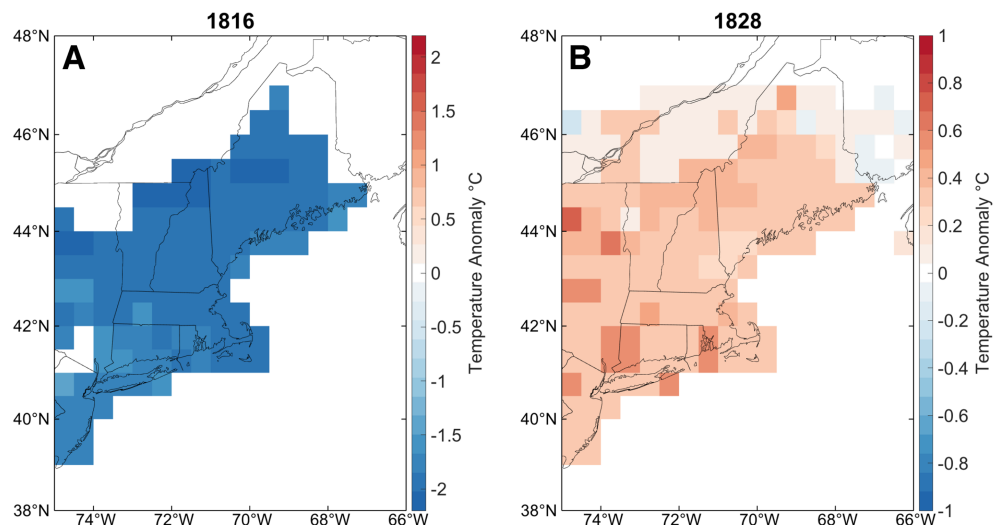 1816
A
48°N
46°N
44°N
42°N
40°N
38°N
74°W
72°W
70°W
68°W
66°W
2
1.5
1
0.5
0
-0.5
-1
-1.5
-2
Temperature Anomaly °C
1828
B
48°N
46°N
44°N
42°N
40°N
38°N
74°W
72°W
70°W
68°W
66°W
1
0.8
0.6
0.4
0.2
0
-0.2
-0.4
-0.6
-0.8
-1
Temperature Anomaly °C